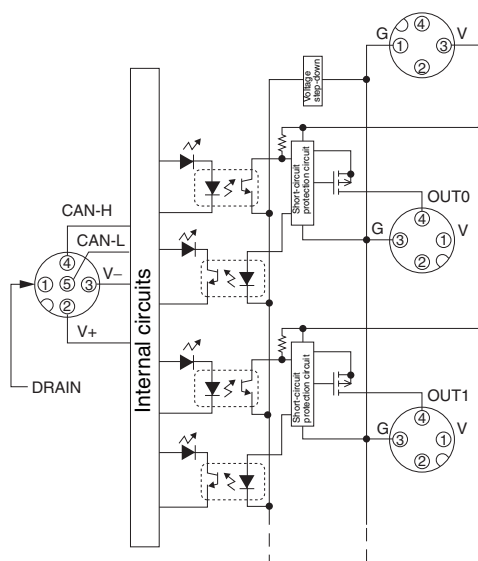 G
4
V
1
3
2
Voltage
step-down
Short-circuit
protection circuit
OUT0
4
G
3
1
V
2
CAN-H
CAN-L
4
1
5
3
V–
2
V+
DRAIN
Internal circuits
Short-circuit
protection circuit
OUT1
4
G
3
1
V
2